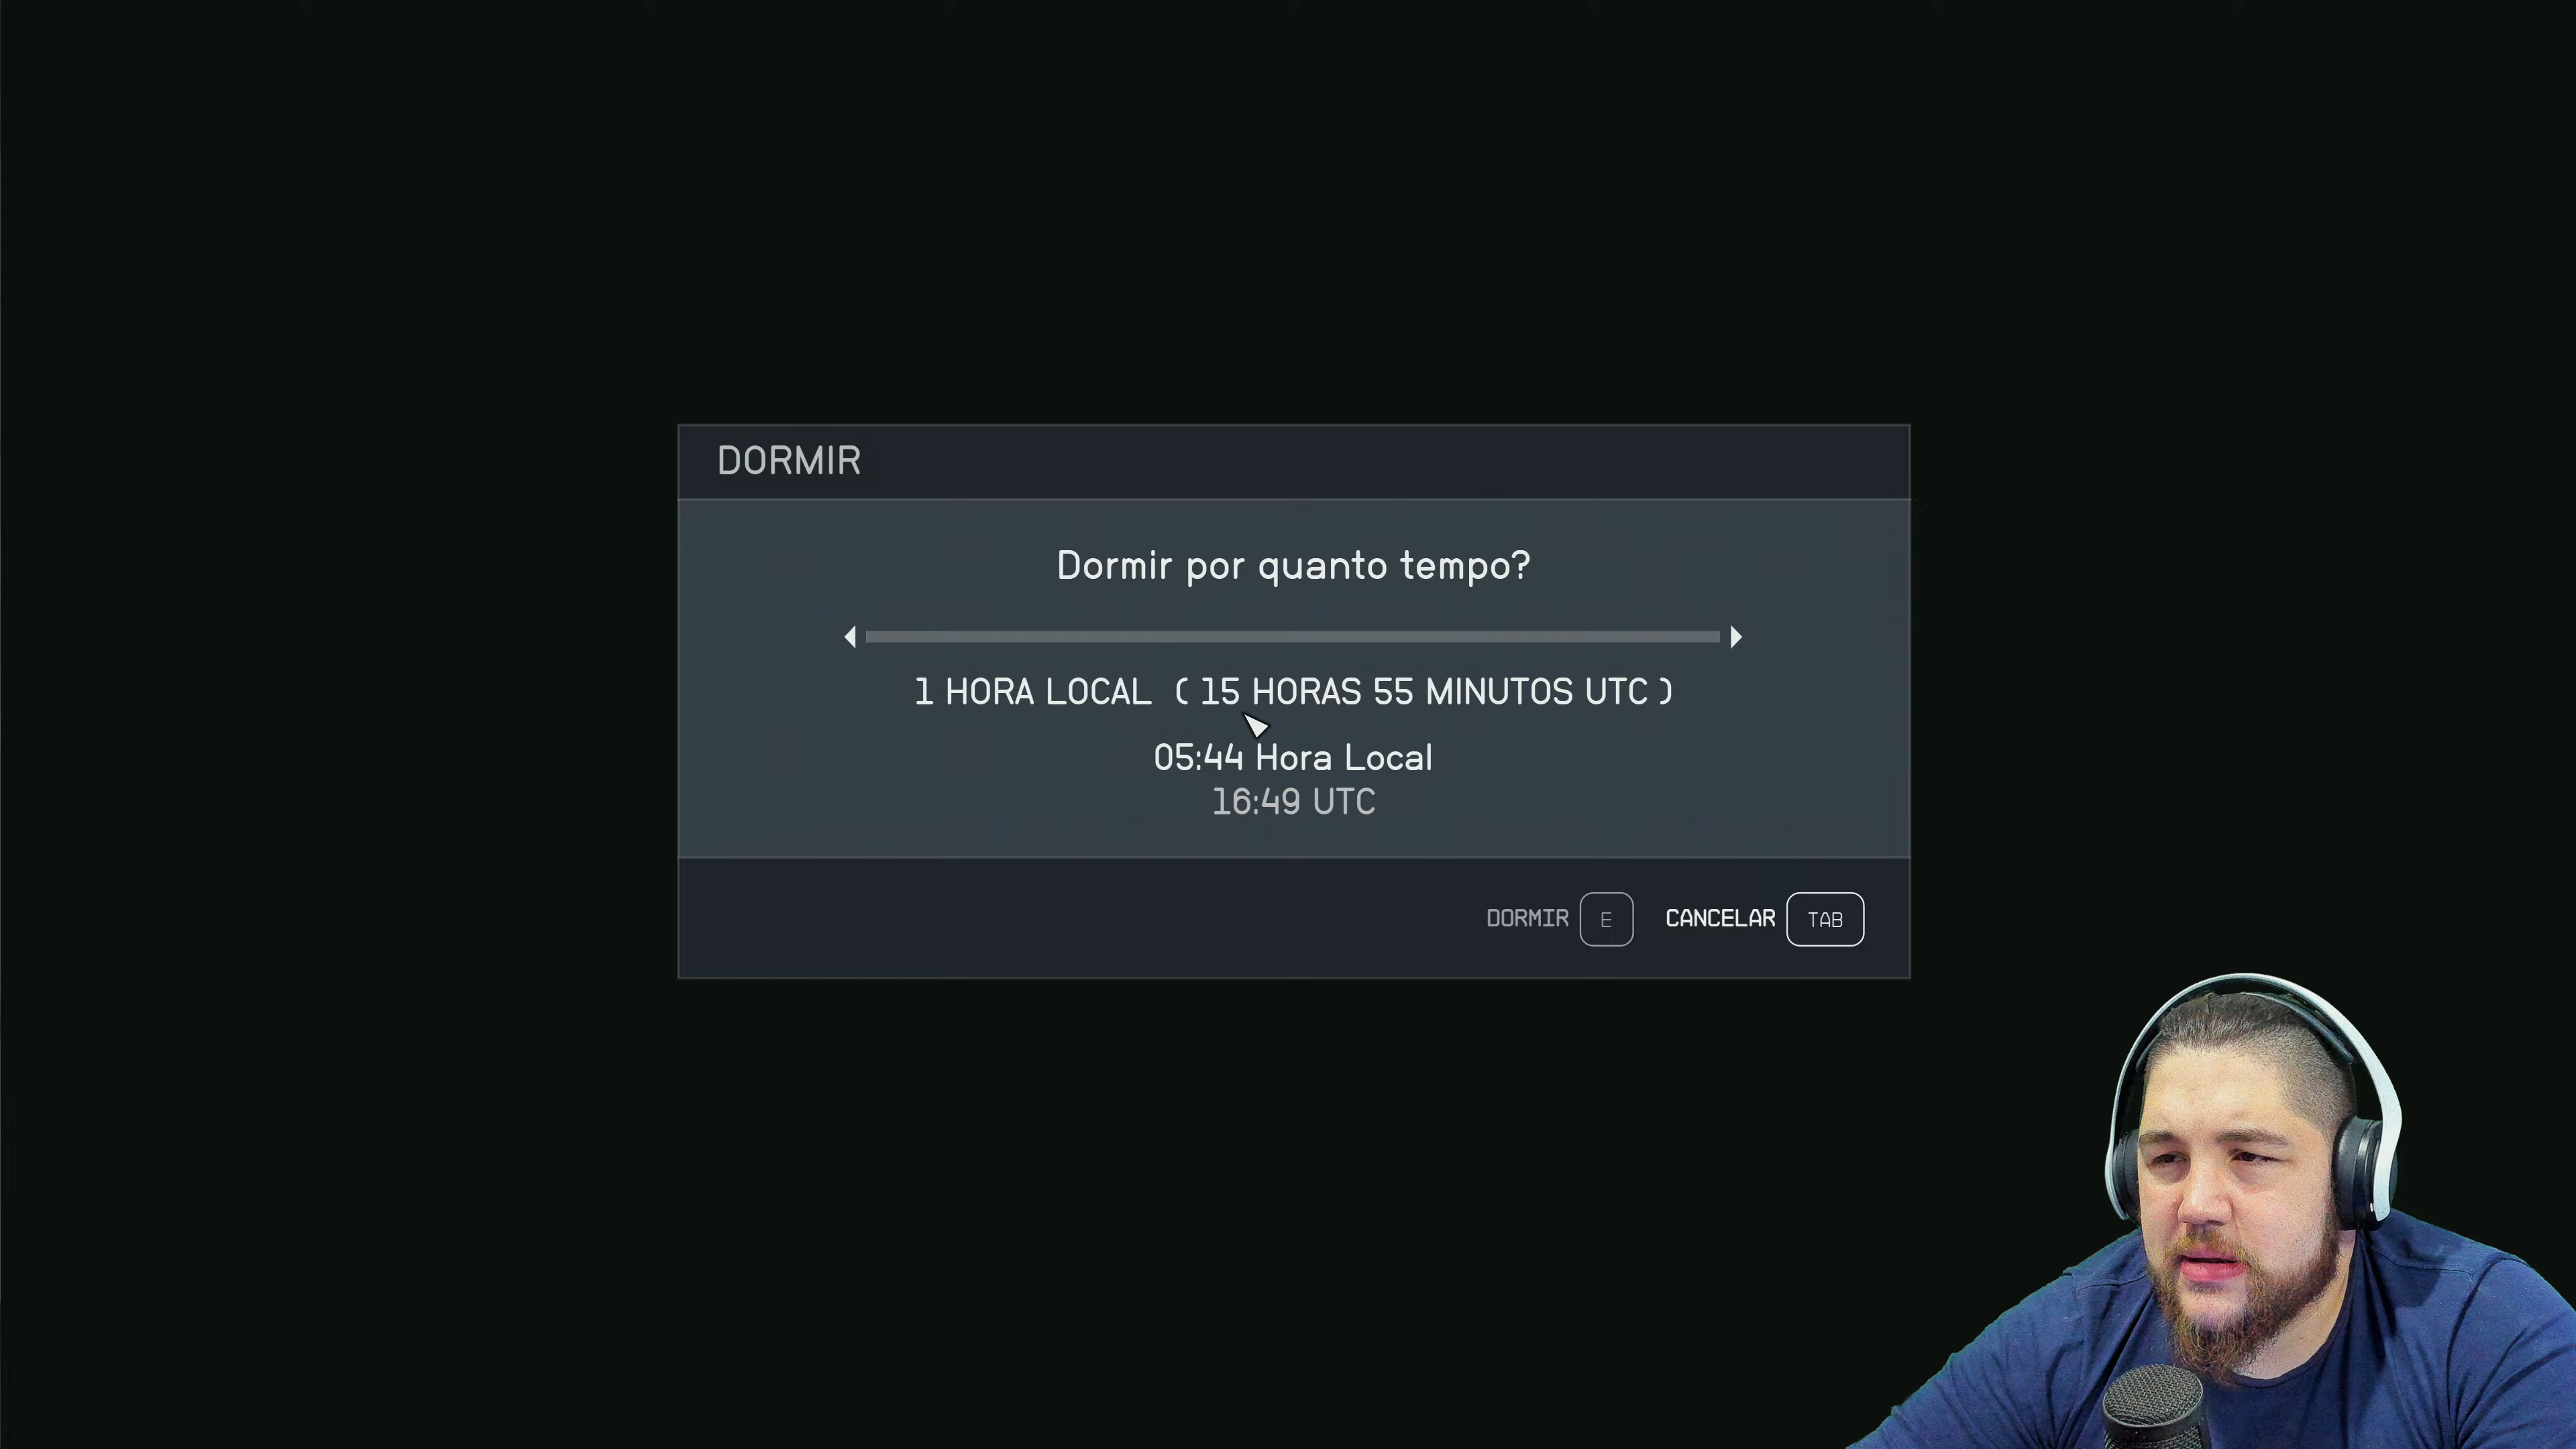 DORMIR
Dormir por quanto tempo?
1 HORA LOCAL ( 15 HORAS 55 MINUTOS UTC )
05:44 Hora Local
16:49 UTC
DORMIR E CANCELAR TAB